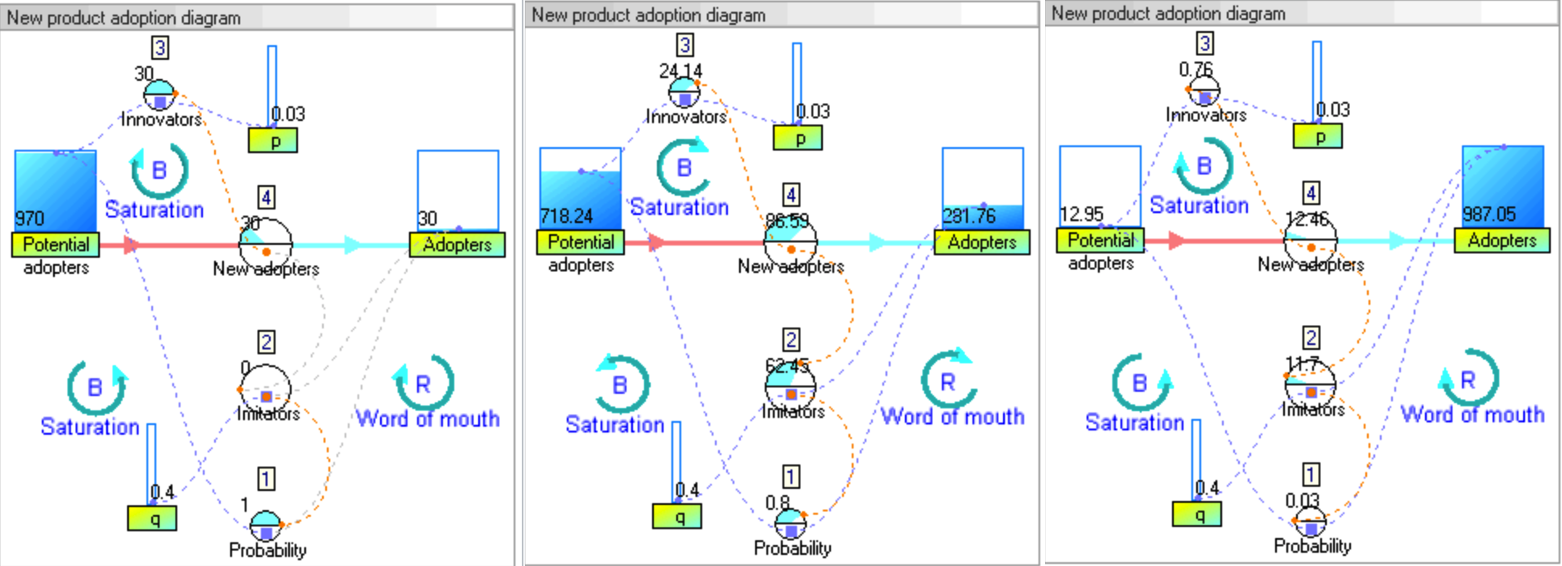 New product adoption diagram
3
30
Innovators
0.03
p
B
Saturation
970
Potential
adopters
4
30
New adopters
30
Adopters
2
0
Imitators
B
Saturation
R
Word of mouth
0.4
q
1
1
Probability
New product adoption diagram
3
24.14
Innovators
0.03
p
B
Saturation
718.24
Potential
adopters
4
86.59
New adopters
281.76
Adopters
2
62.45
Imitators
B
Saturation
R
Word of mouth
0.4
q
1
0.8
Probability
New product adoption diagram
3
0.76
Innovators
0.03
p
B
Saturation
12.95
Potential
adopters
4
12.46
New adopters
987.05
Adopters
2
11.7
Imitators
B
Saturation
R
Word of mouth
0.4
q
1
0.03
Probability